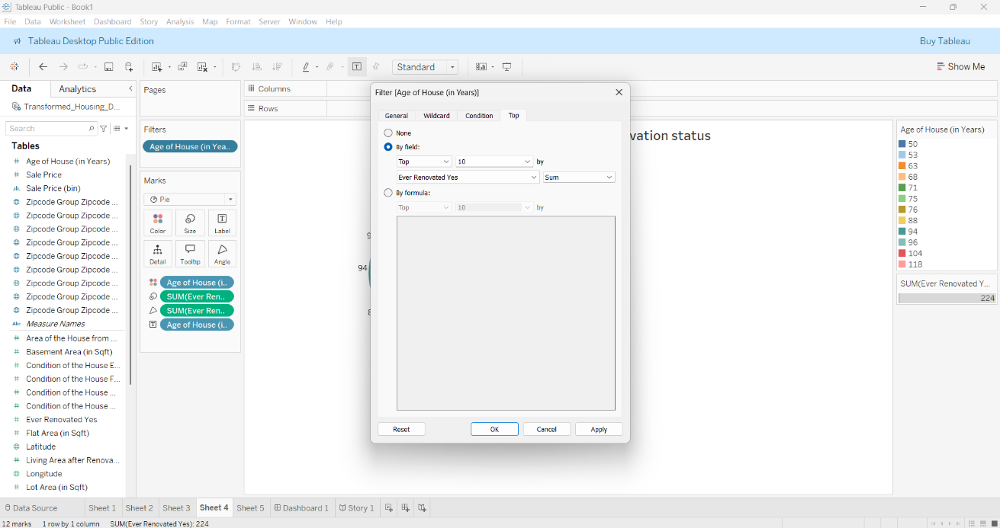 Tableau Public - Book1
File Data Worksheet Dashboard Story Analysis Map Format Server Window Help
Tableau Desktop Public Edition
Buy Tableau
Standard
Show Me
Data
Analytics
Transformed_Housing_D...
Search
Tables
Age of House (in Years)
Sale Price
Sale Price (bin)
Zipcode Group Zipcode ...
Zipcode Group Zipcode ...
Zipcode Group Zipcode ...
Zipcode Group Zipcode ...
Zipcode Group Zipcode ...
Zipcode Group Zipcode ...
Zipcode Group Zipcode ...
Zipcode Group Zipcode ...
Zipcode Group Zipcode ...
Abc Measure Names
Area of the House from ...
Basement Area (in Sqft)
Condition of the House E...
Condition of the House F...
Condition of the House ...
Condition of the House ...
Ever Renovated Yes
Flat Area (in Sqft)
Latitude
Living Area after Renova...
Longitude
Lot Area (in Sqft)
Pages
Filters
Age of House (in Yea..
Marks
Pie
Color
Size
Label
Detail
Tooltip
Angle
Age of House (i..
SUM(Ever Ren..
SUM(Ever Ren..
Age of House (i..
Columns
Rows
vation status
94
Filter [Age of House (in Years)]
General
Wildcard
Condition
Top
None
By field:
Top
10
by
Ever Renovated Yes
Sum
By formula:
Top
10
by
Reset
OK
Cancel
Apply
Age of House (in Years)
50
53
63
68
71
75
76
88
94
96
104
118
SUM(Ever Renovated Y...
224
Data Source
Sheet 1
Sheet 2
Sheet 3
Sheet 4
Sheet 5
Dashboard 1
Story 1
12 marks 1 row by 1 column SUM(Ever Renovated Yes): 224